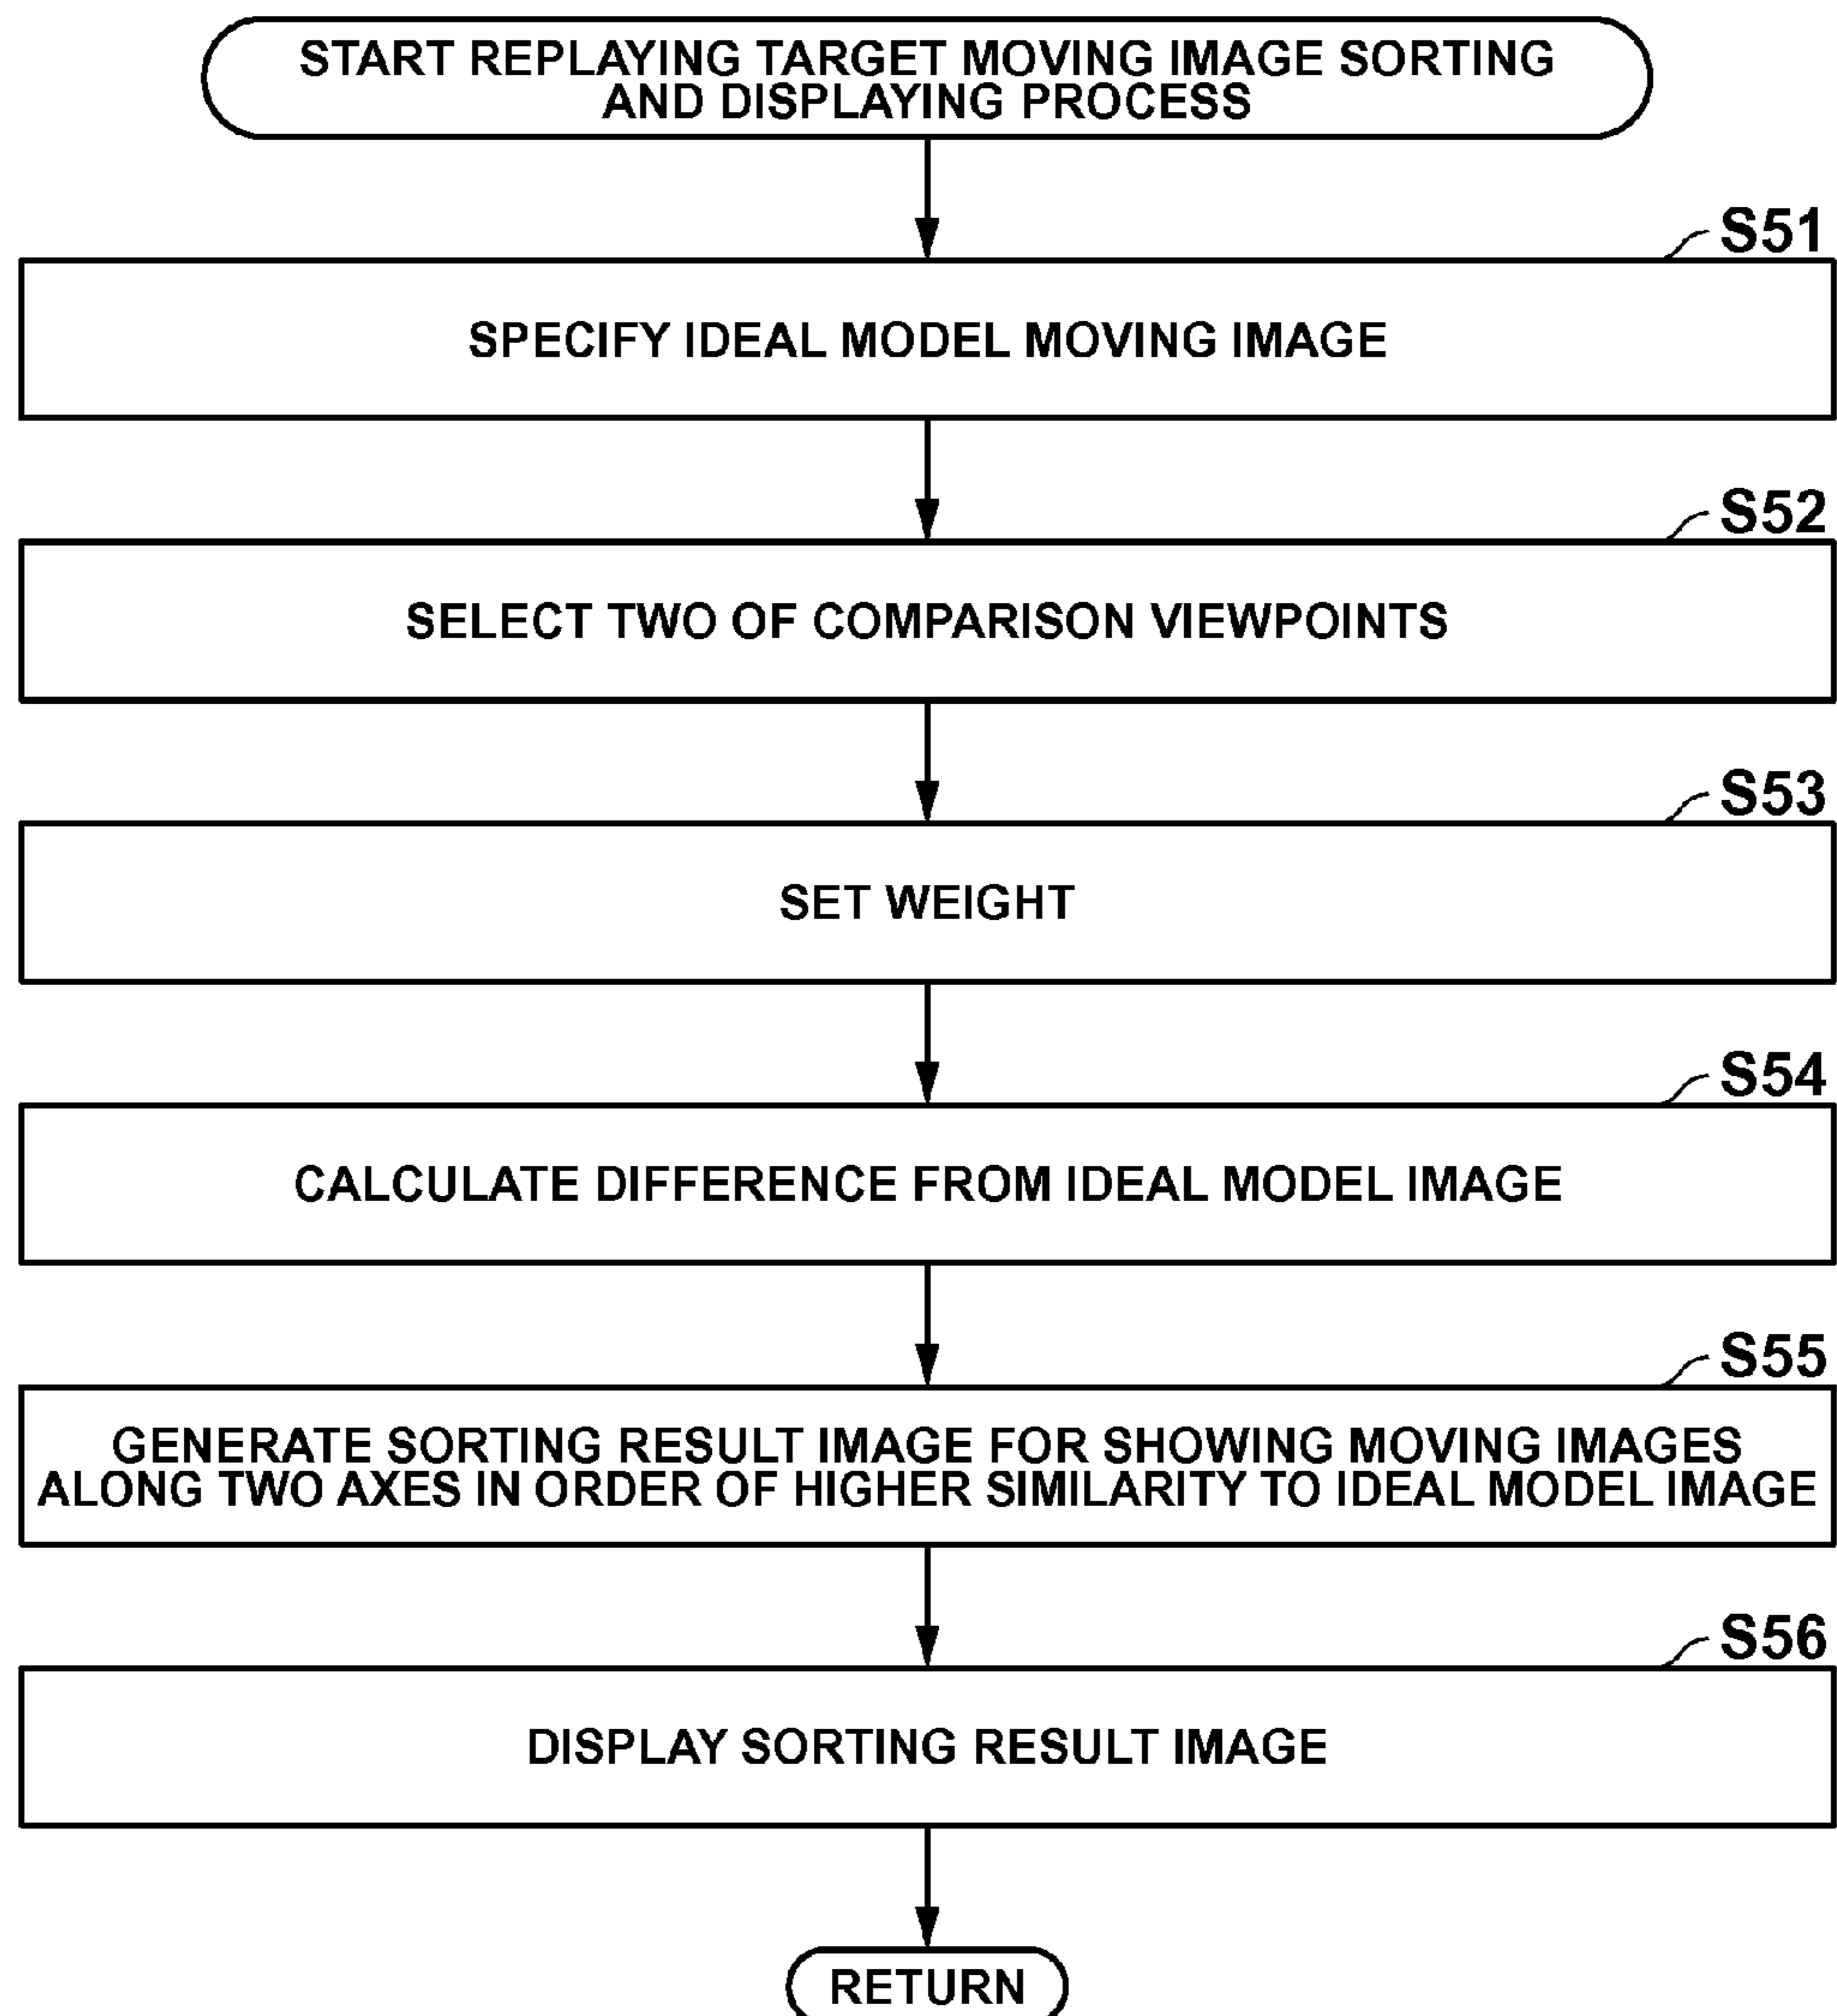 START REPLAYING TARGET MOVING IMAGE SORTING
AND DISPLAYING PROCESS
S51
SPECIFY IDEAL MODEL MOVING IMAGE
S52
SELECT TWO OF COMPARISON VIEWPOINTS
S53
SET WEIGHT
S54
CALCULATE DIFFERENCE FROM IDEAL MODEL IMAGE
S55
GENERATE SORTING RESULT IMAGE FOR SHOWING MOVING IMAGES
ALONG TWO AXES IN ORDER OF HIGHER SIMILARITY TO IDEAL MODEL IMAGE
S56
DISPLAY SORTING RESULT IMAGE
RETURN